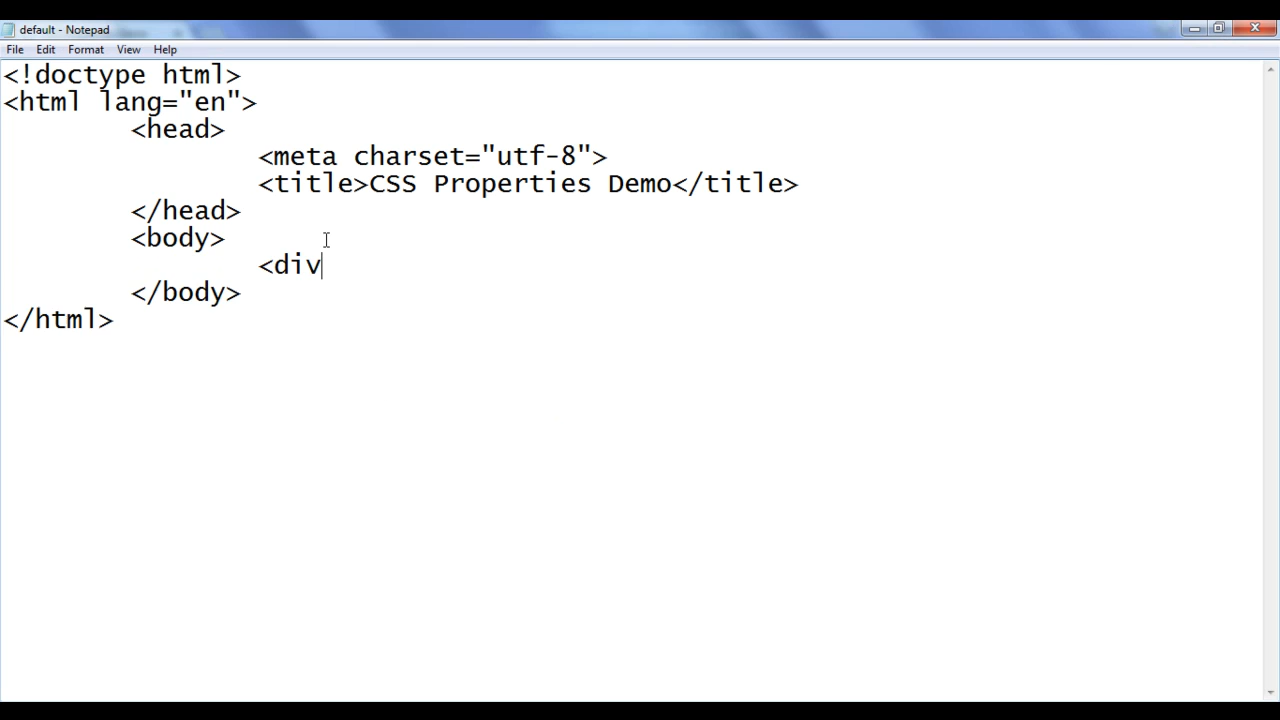 default - Notepad
File Edit Format View Help
<!doctype html>
<html lang="en">
<head>
<meta charset="utf-8">
<title>CSS Properties Demo</title>
</head>
<body>
<div
</body>
</html>